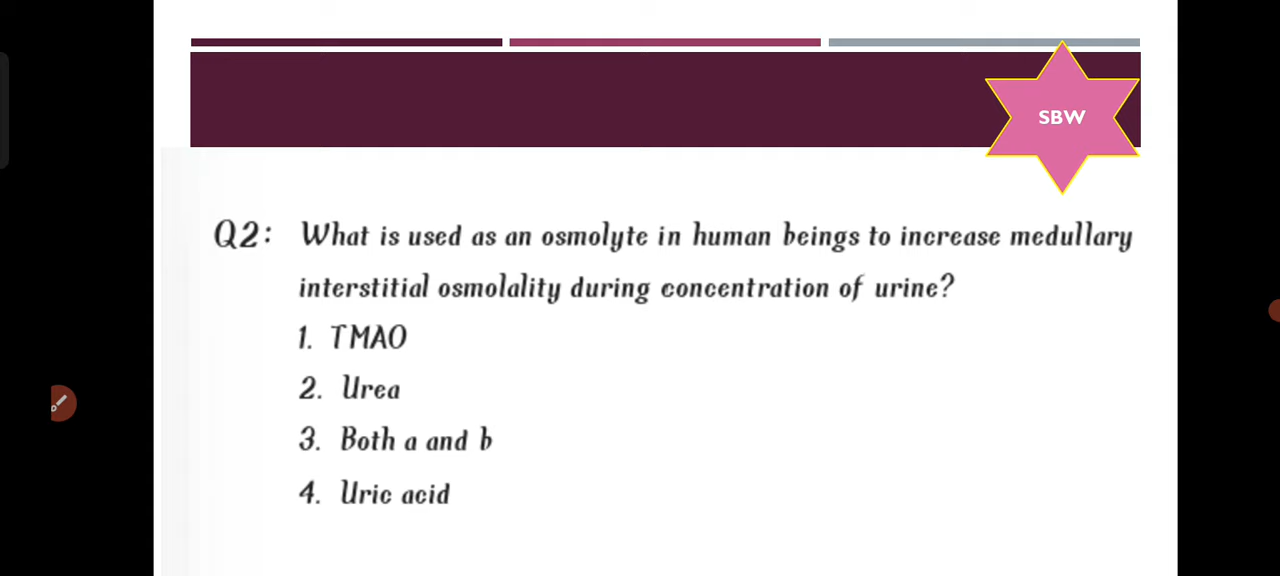 SBW
Q2: What is used as an osmolyte in human beings to increase medullary
interstitial osmolality during concentration of urine?
1. TMAO
2. Urea
3. Both a and b
4. Uric acid